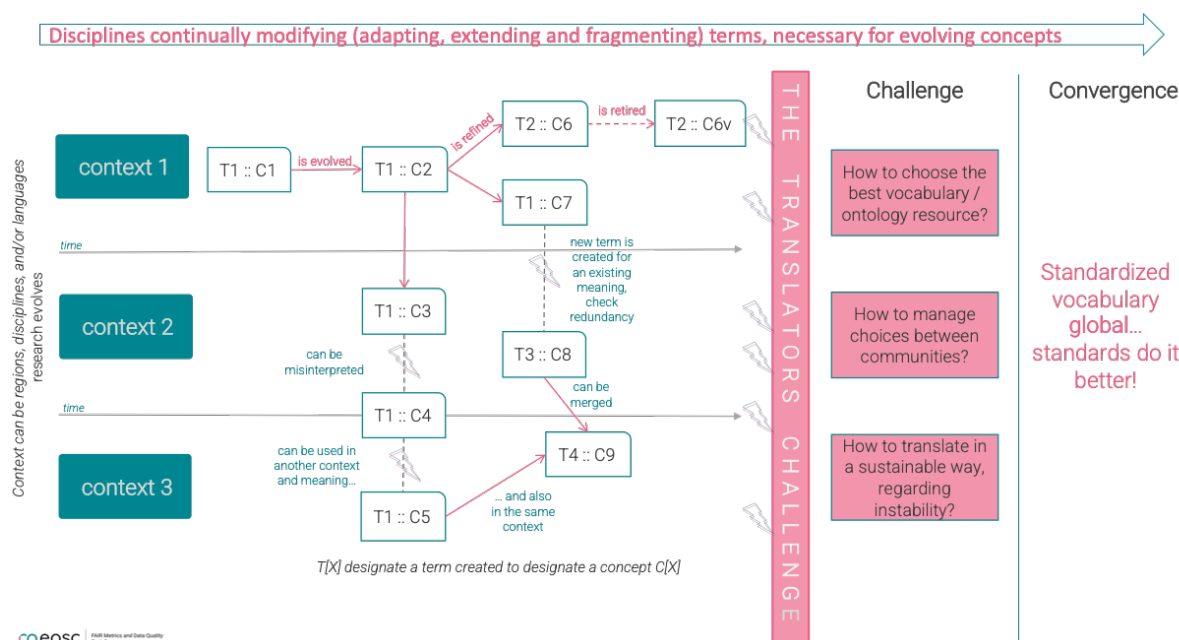 Disciplines continually modifying (adapting, extending and fragmenting) terms, necessary for evolving concepts
Context can be regions, disciplines, and/or languages
research evolves
context 1
T1 :: C1
is evolved
T1 :: C2
is refined
T2 :: C6
is retired
T2 :: C6v
T1 :: C7
time
new term is
created for
an existing
meaning,
check
redundancy
context 2
T1 :: C3
can be
misinterpreted
T3 :: C8
can be
merged
time
T1 :: C4
can be used in
another context
and meaning…
T4 :: C9
context 3
T1 :: C5
… and also
in the same
context
T[X] designate a term created to designate a concept C[X]
THE TRANSLATORS CHALLENGE
Challenge
How to choose the
best vocabulary /
ontology resource?
How to manage
choices between
communities?
How to translate in
a sustainable way,
regarding
instability?
Convergence
Standardized
vocabulary
global…
standards do it
better!
eosc
FAIR Metrics and Data Quality